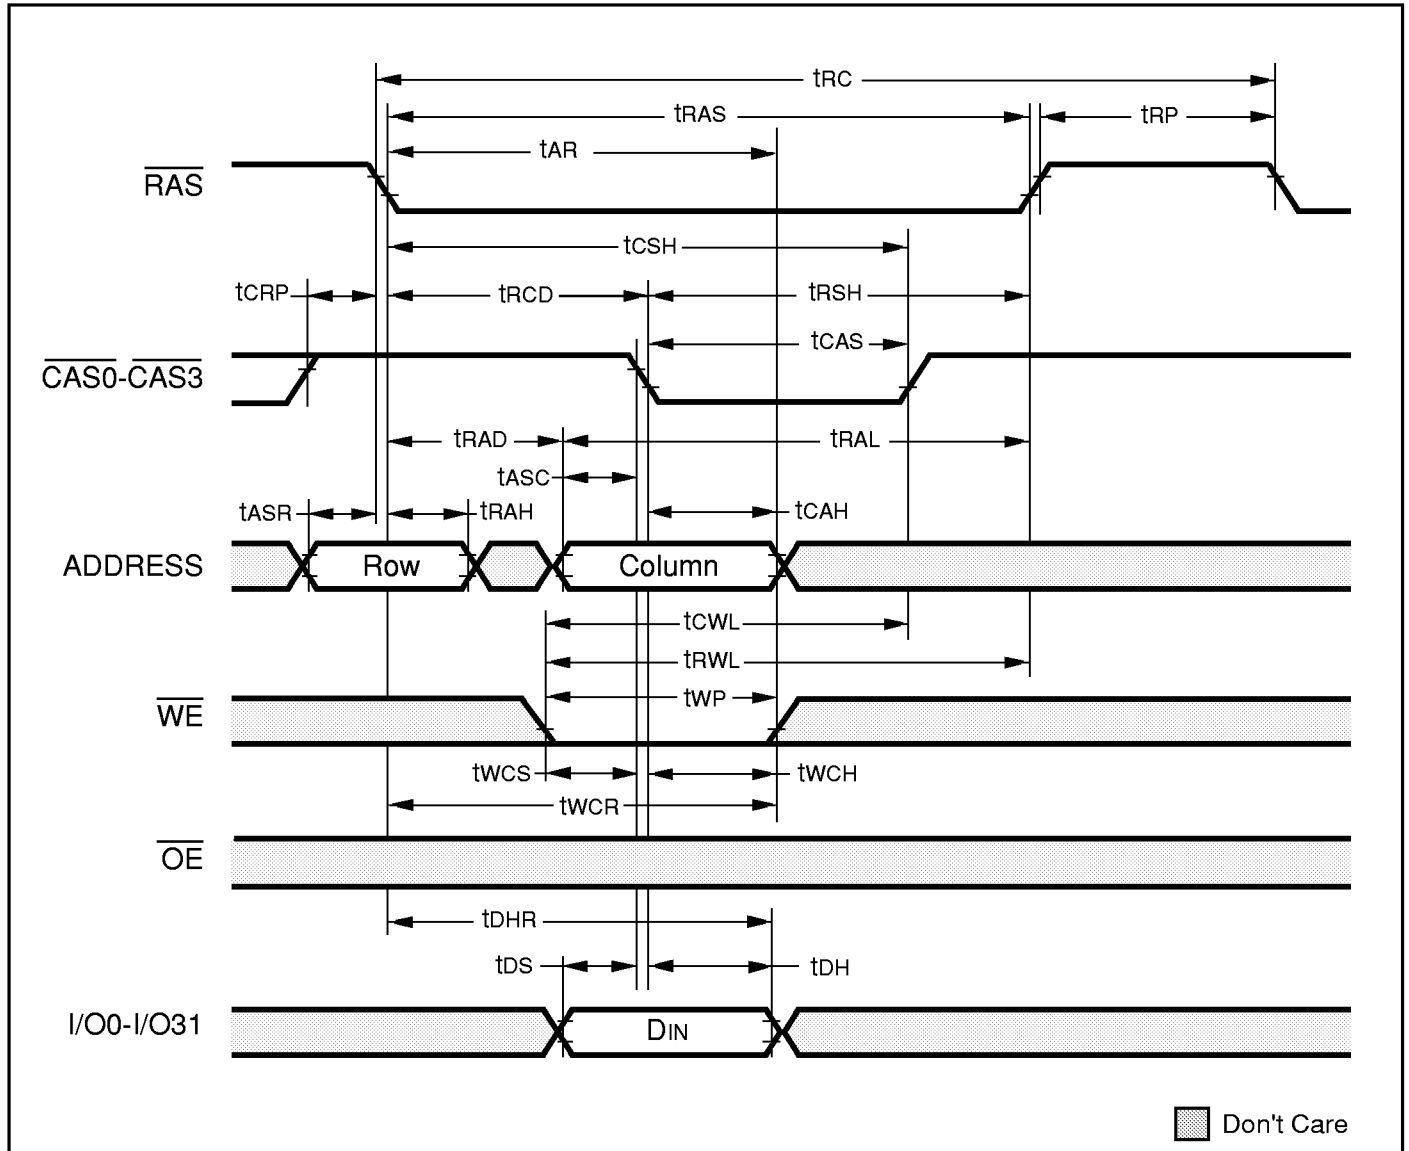 tRC
tRAS
tRP
tAR
RAS
tCSH
tCRP
tRCD
tRSH
tCAS
CAS0-CAS3
tRAD
tRAL
tASC
tASR
tRAH
tCAH
ADDRESS
Row
Column
tCWL
tRWL
tWP
WE
tWCS
tWCH
tWCR
OE
tDHR
tDS
tDH
I/O0-I/O31
DIN
Don't Care